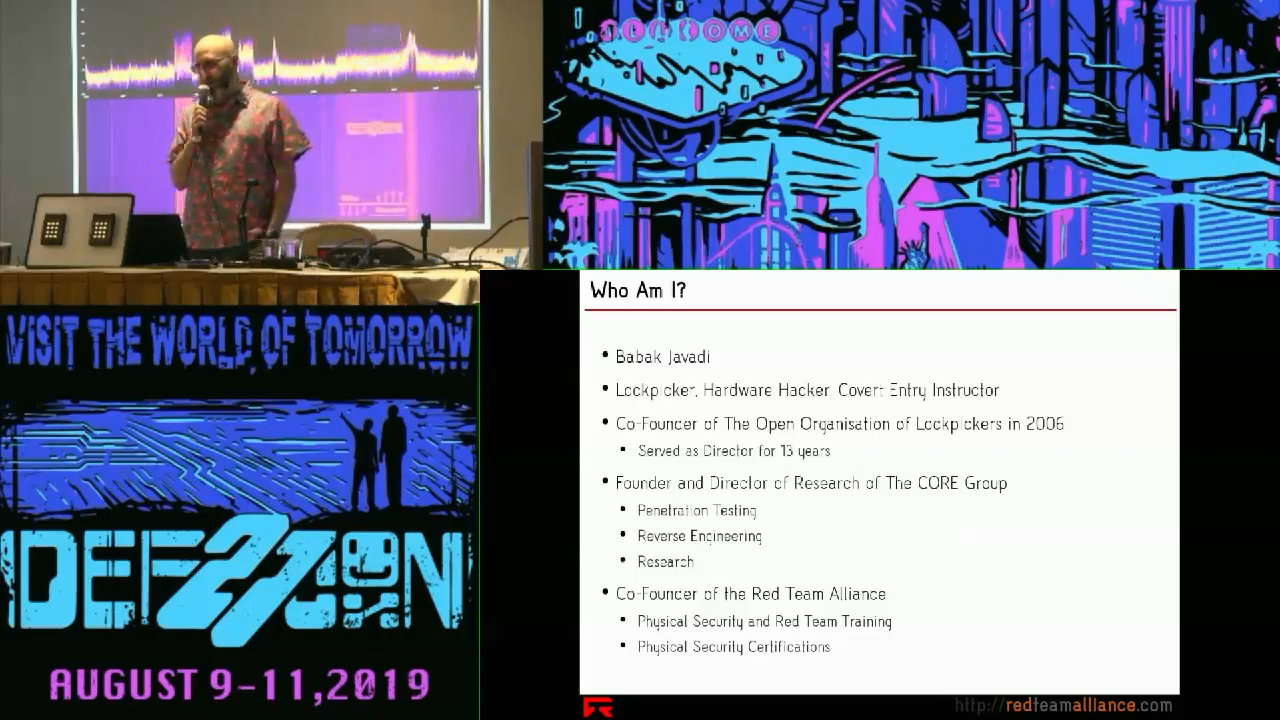 WELCOME
VISIT THE WORLD OF TOMORROW
DEF 27 CON
AUGUST 9-11,2019
Who Am I?
• Babak Javadi
• Lockpicker, Hardware Hacker, Covert Entry Instructor
• Co-Founder of The Open Organisation of Lockpickers in 2006
• Served as Director for 13 years
• Founder and Director of Research of The CORE Group
• Penetration Testing
• Reverse Engineering
• Research
• Co-Founder of the Red Team Alliance
• Physical Security and Red Team Training
• Physical Security Certifications
http://redteamalliance.com